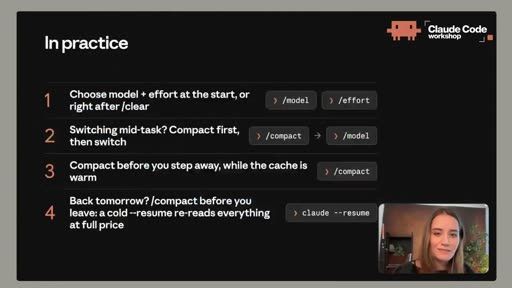 In practice
Claude Code
workshop
1
Choose model + effort at the start, or
right after /clear
❯ /model
❯ /effort
2
Switching mid-task? Compact first,
then switch
❯ /compact → ❯ /model
3
Compact before you step away, while the cache is
warm
❯ /compact
4
Back tomorrow? /compact before you
leave: a cold --resume re-reads everything
at full price
❯ claude --resume